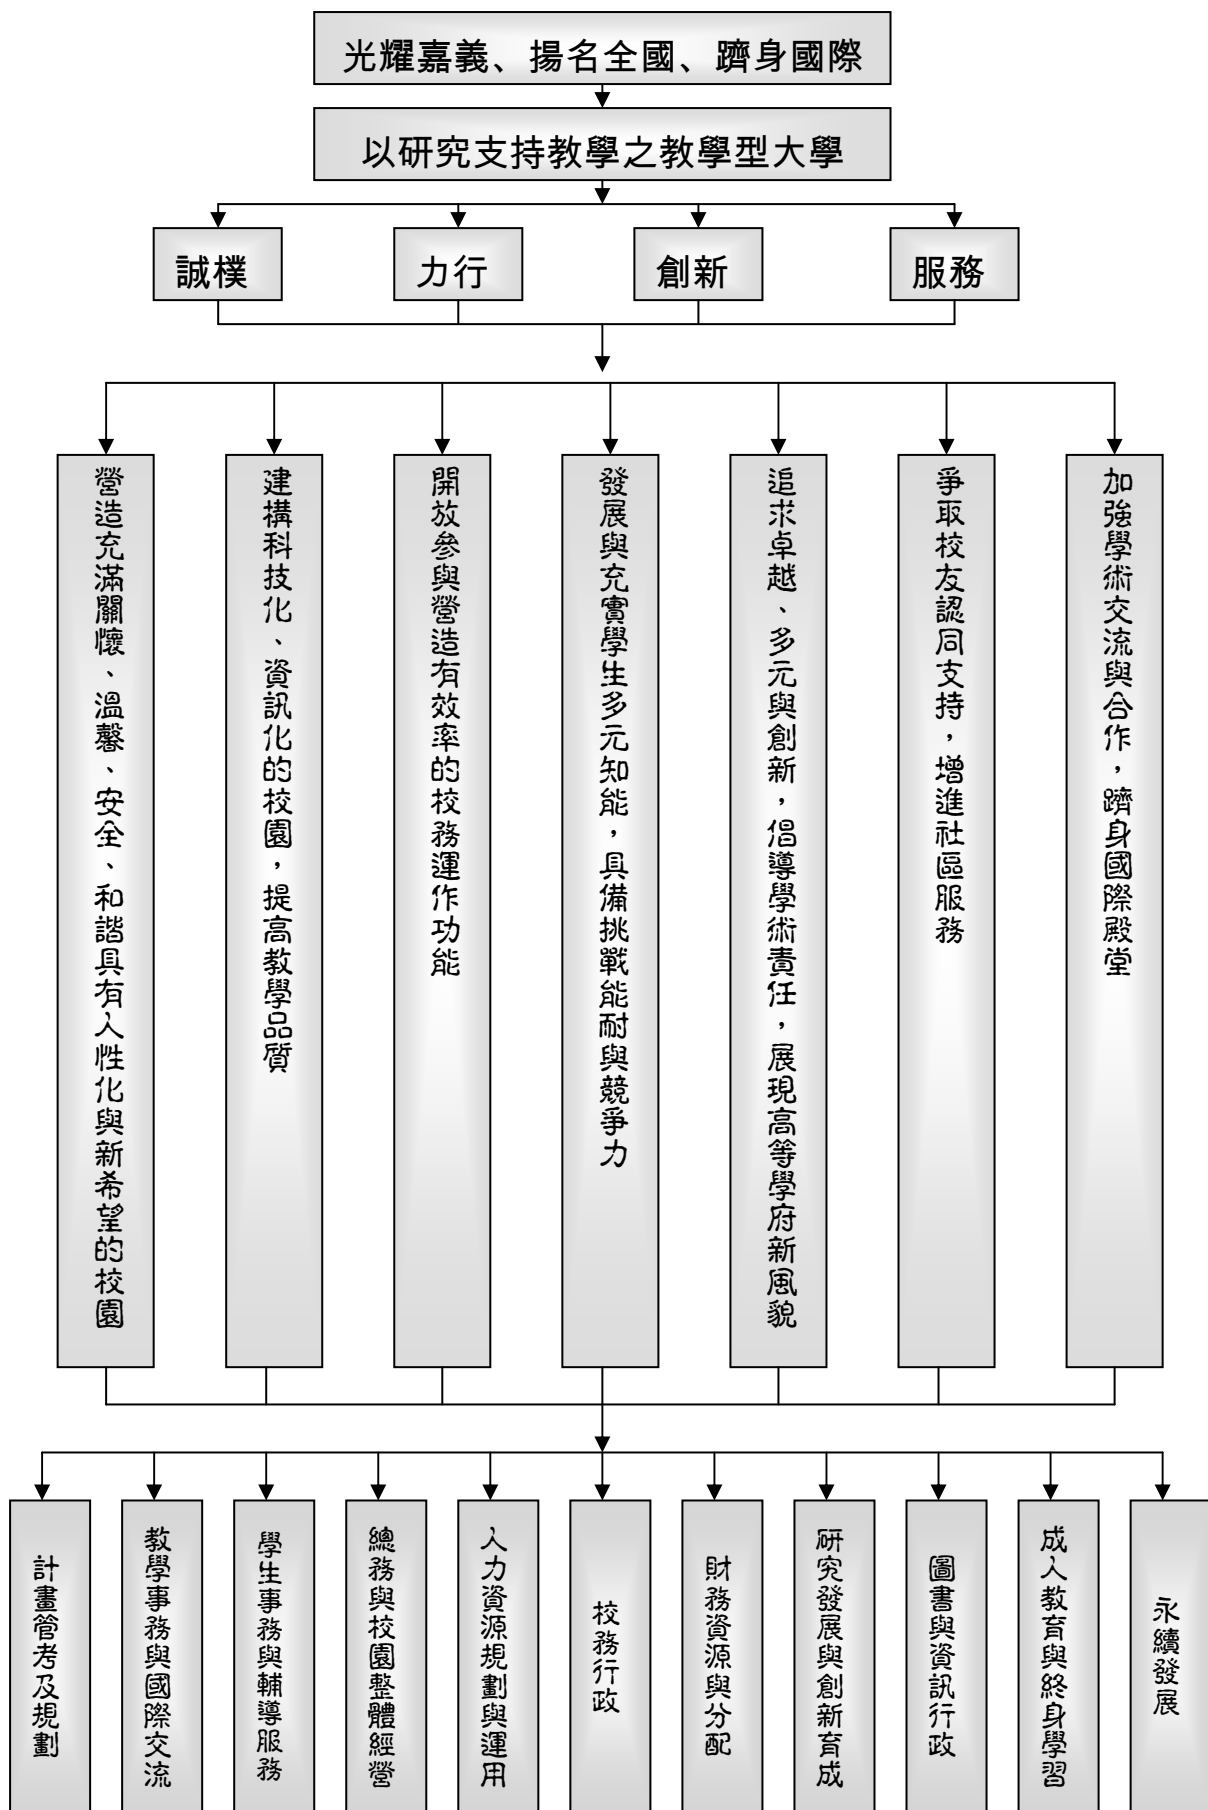 光耀嘉義、揚名全國、躋身國際
以研究支持教學之教學型大學
誠樸
力行
創新
服務
營造充滿關懷、溫馨、安全、和諧具有人性化與新希望的校園
建構科技化、資訊化的校園，提高教學品質
開放參與營造有效率的校務運作功能
發展與充實學生多元知能，具備挑戰能耐與競爭力
追求卓越、多元與創新，倡導學術責任，展現高等學府新風貌
爭取校友認同支持，增進社區服務
加強學術交流與合作，躋身國際殿堂
計畫管考及規劃
教學事務與國際交流
學生事務與輔導服務
總務與校園整體經營
人力資源規劃與運用
校務行政
財務資源與分配
研究發展與創新育成
圖書與資訊行政
成人教育與終身學習
永續發展